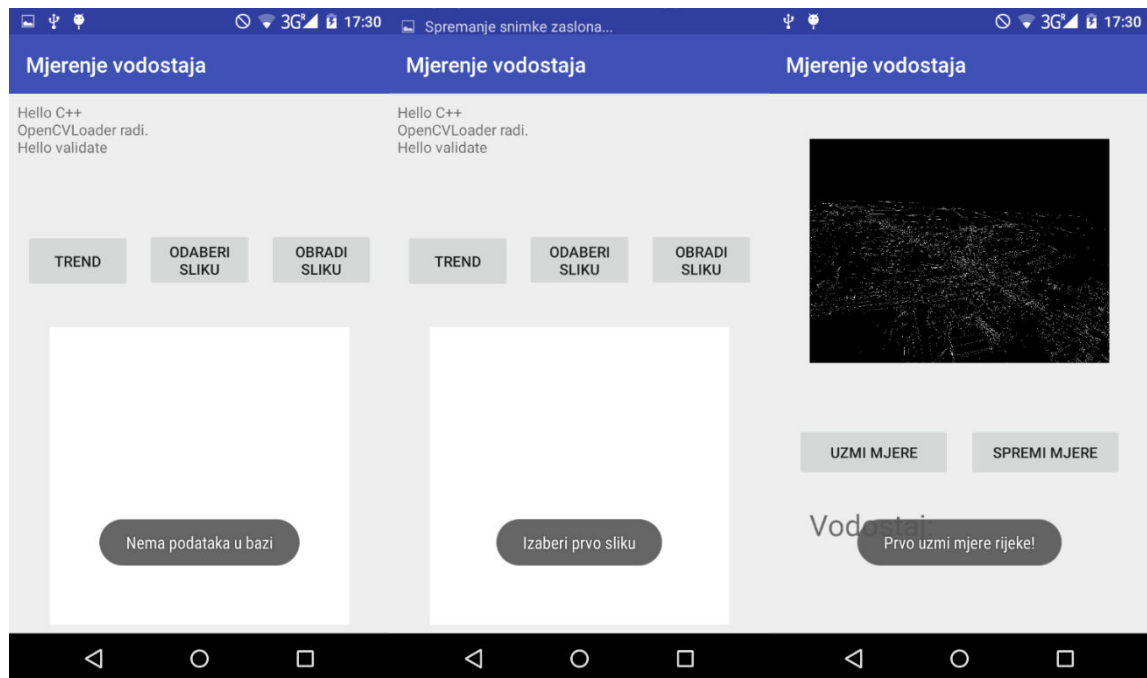 3G R 17:30
Mjerenje vodostaja
Hello C++
OpenCVLoader radi.
Hello validate
TREND
ODABERI
SLIKU
OBRADI
SLIKU
Nema podataka u bazi
Spremanje snimke zaslona...
Mjerenje vodostaja
Hello C++
OpenCVLoader radi.
Hello validate
TREND
ODABERI
SLIKU
OBRADI
SLIKU
Izaberi prvo sliku
3G R 17:30
Mjerenje vodostaja
UZMI MJERE
SPREMI MJERE
Vodostaj:
Prvo uzmi mjere rijeke!